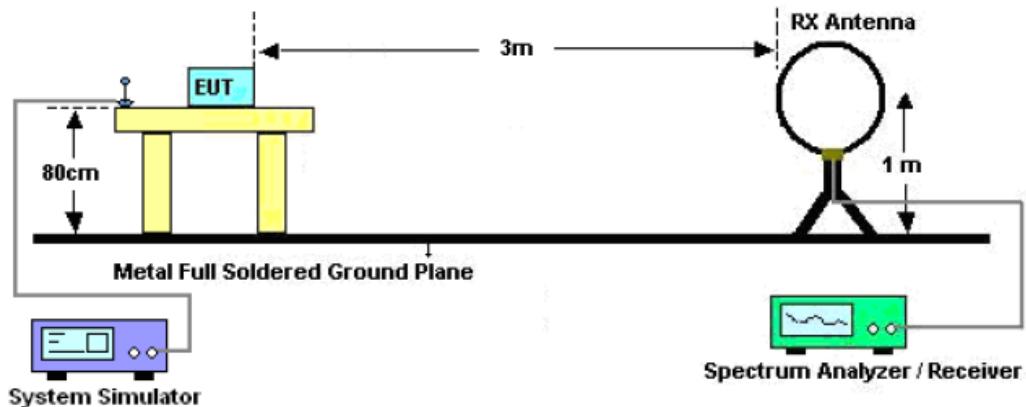 RX Antenna
3m
EUT
80cm
1 m
Metal Full Soldered Ground Plane
System Simulator
Spectrum Analyzer / Receiver